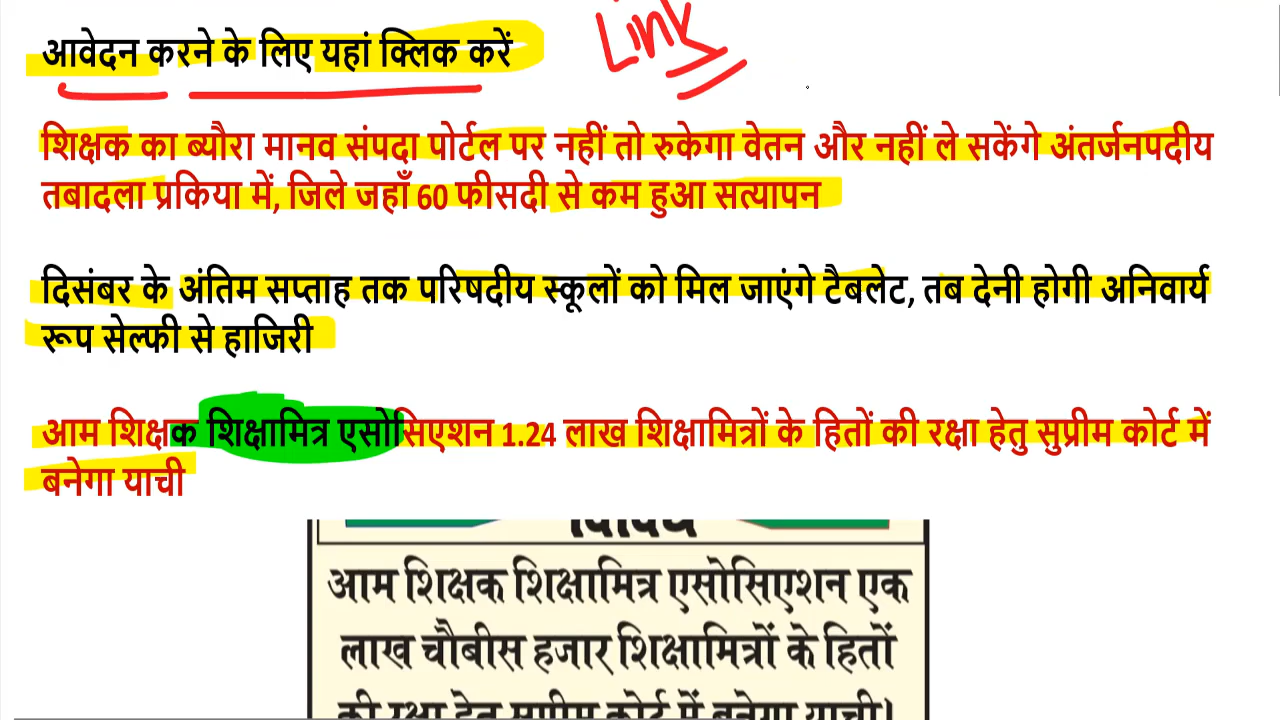 Link
आवेदन करने के लिए यहां क्लिक करें
शिक्षक का ब्यौरा मानव संपदा पोर्टल पर नहीं तो रुकेगा वेतन और नहीं ले सकेंगे अंतर्जनपदीय
तबादला प्रकिया में, जिले जहाँ 60 फीसदी से कम हुआ सत्यापन
दिसंबर के अंतिम सप्ताह तक परिषदीय स्कूलों को मिल जाएंगे टैबलेट, तब देनी होगी अनिवार्य
रूप सेल्फी से हाजिरी
आम शिक्षक शिक्षामित्र एसोसिएशन 1.24 लाख शिक्षामित्रों के हितों की रक्षा हेतु सुप्रीम कोर्ट में
बनेगा याची
विविध
आम शिक्षक शिक्षामित्र एसोसिएशन एक
लाख चौबीस हजार शिक्षामित्रों के हितों
की रक्षा हेतु सुप्रीम कोर्ट में बनेगा याची।